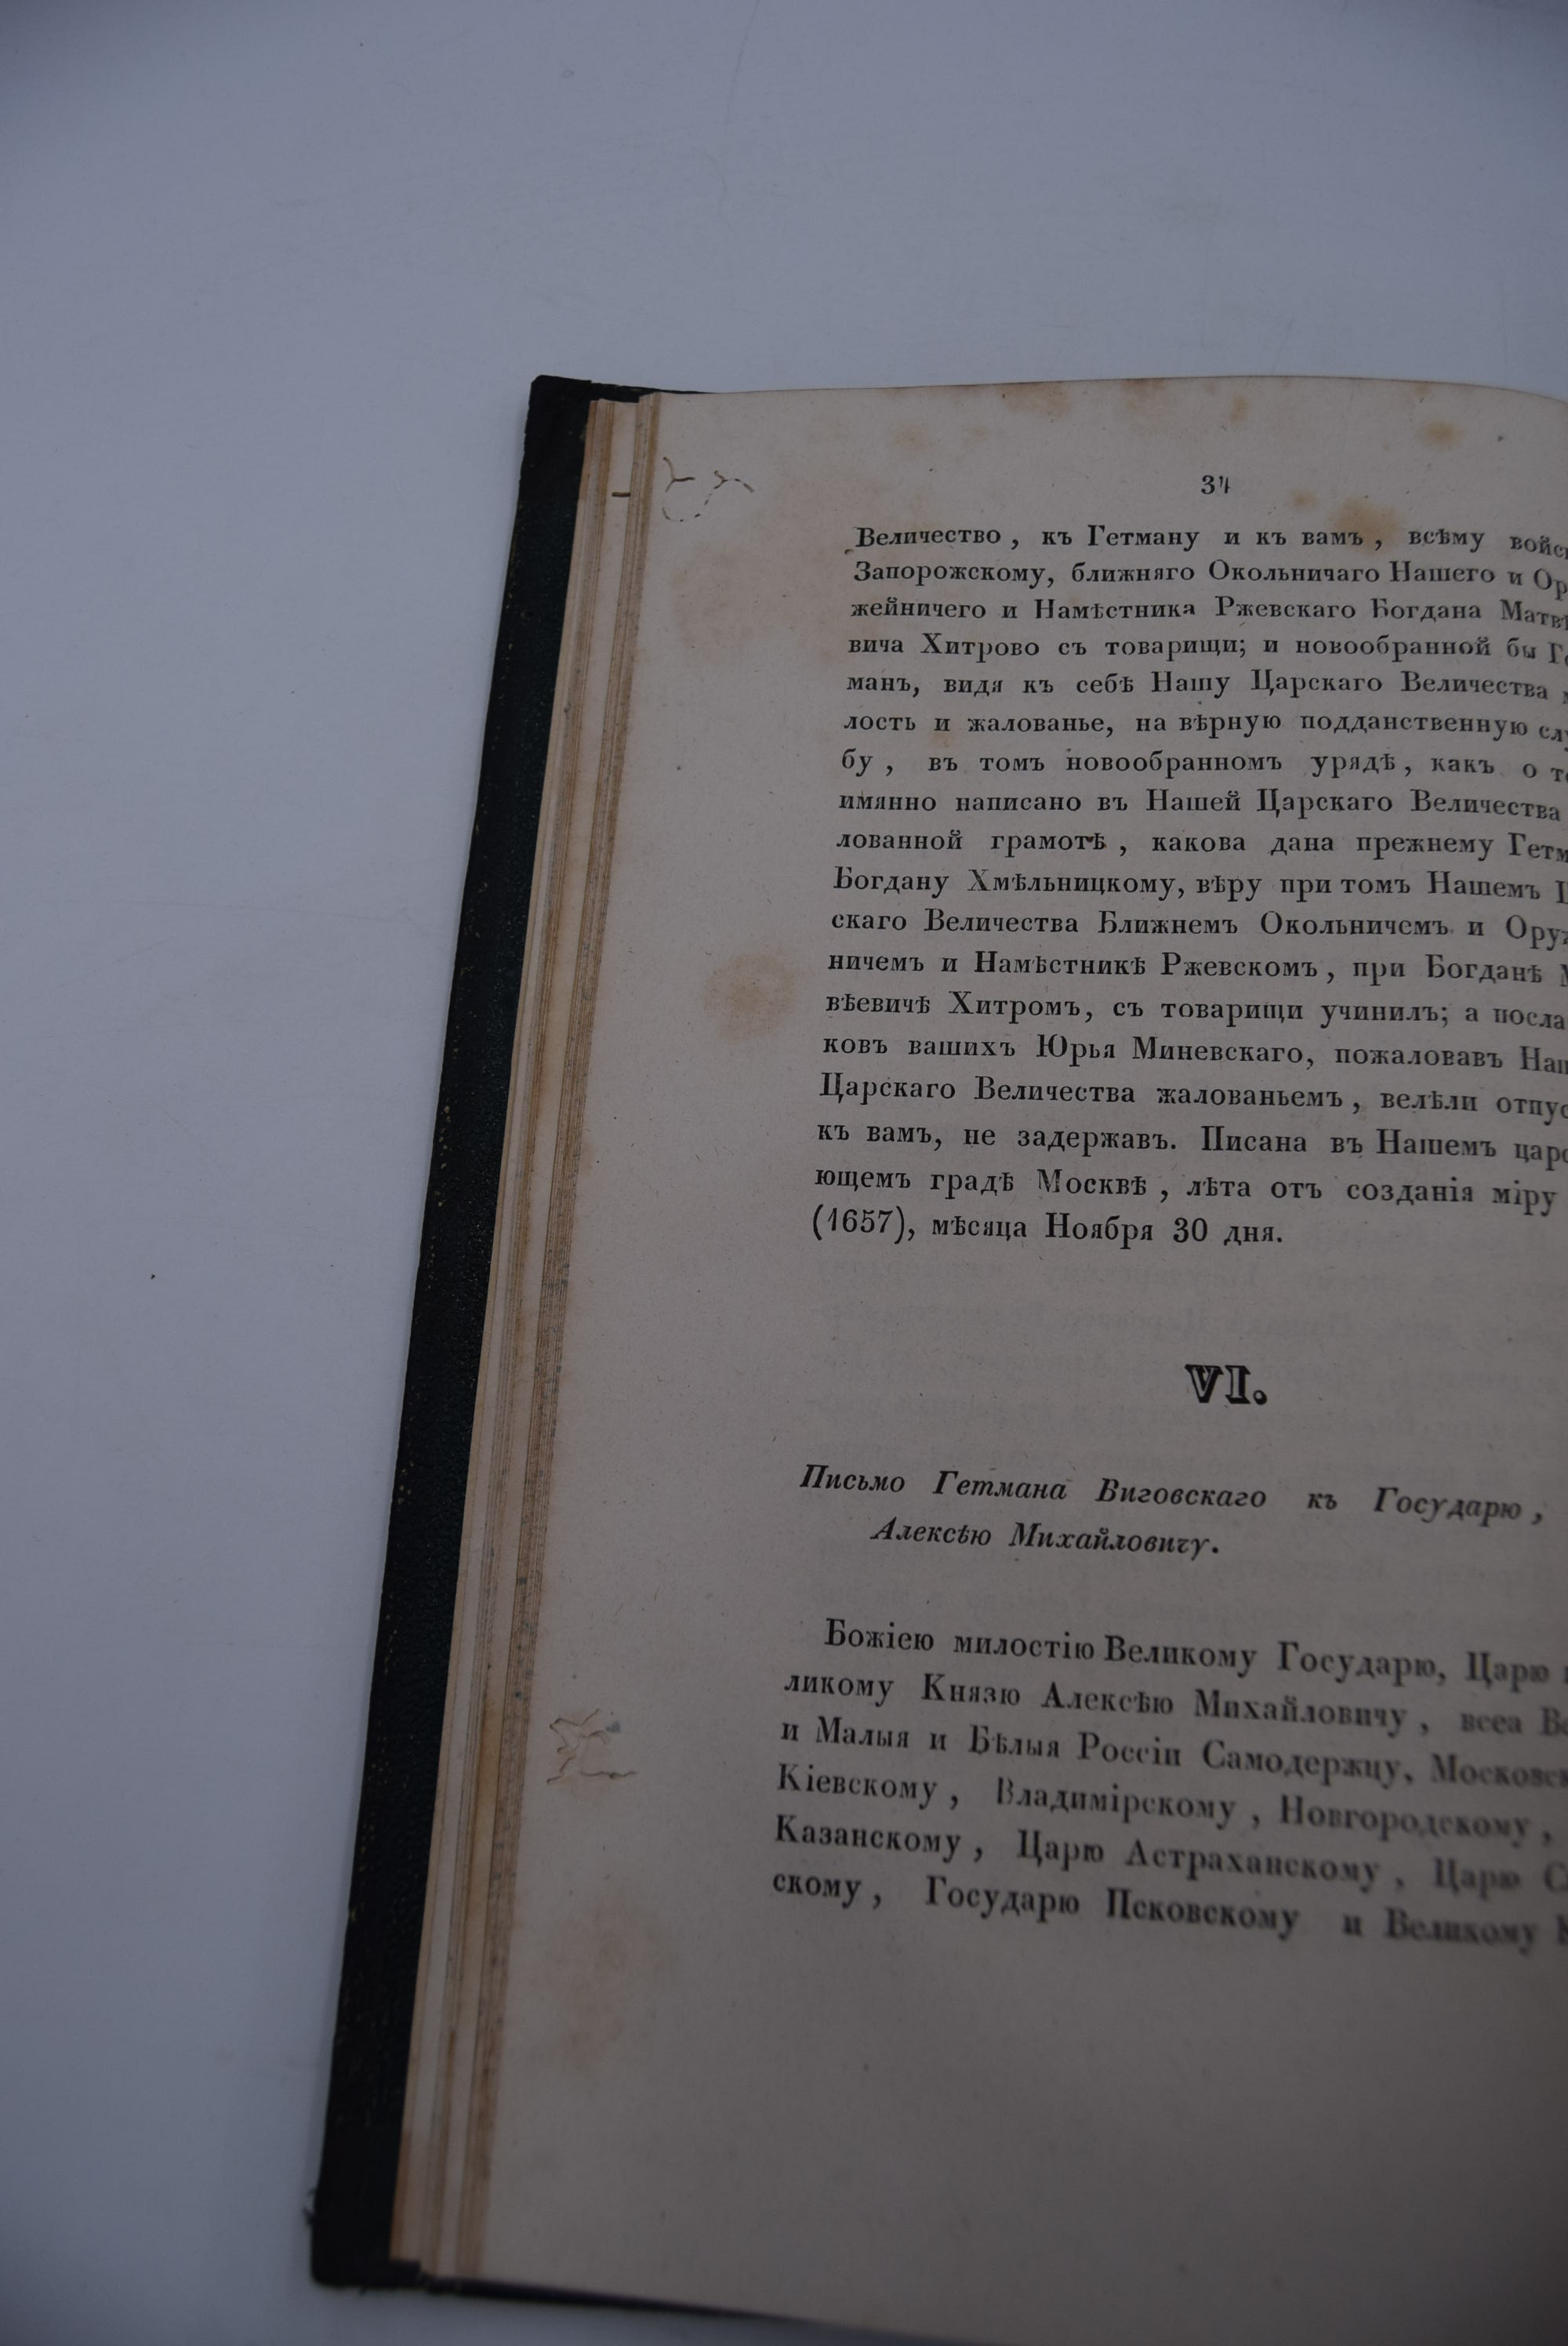 34
Величество, къ Гетману и къ вамъ, всѣму
Запорожскому, ближняго Окольничаго Нашего и
жейничего и Намѣстника Ржевскаго Богдана
вича Хитрово съ товарищи; и новообранной бы
манъ, видя къ себѣ Нашу Царскаго Величества
лость и жалованье, на вѣрную подданственную
бу, въ томъ новообранномъ урядѣ, какъ о
имянно написано въ Нашей Царскаго Величества
лованной грамотѣ, какова дана прежнему
Богдану Хмѣльницкому, вѣру при томъ Нашемъ
скаго Величества Ближнемъ Окольничемъ и
ничемъ и Намѣстникѣ Ржевскомъ, при Богданѣ
вѣевичѣ Хитромъ, съ товарищи учинилъ; а
ковъ вашихъ Юрья Миневскаго, пожаловавъ
Царскаго Величества жалованьемъ, велѣли
къ вамъ, не задержавъ. Писана въ Нашемъ
ющемъ градѣ Москвѣ, лѣта отъ созданія міру
(1657), мѣсяца Ноября 30 дня.
VI.
Письмо Гетмана Виговскаго къ Государю,
Алексѣю Михайловичу.
Божіею милостію Великому Государю, Царю
ликому Князю Алексѣю Михайловичу, всеа
и Малыя и Бѣлыя Россіи Самодержцу,
Кіевскому, Владимірскому, Новгородскому,
Казанскому, Царю Астраханскому, Царю
скому, Государю Псковскому и Великому